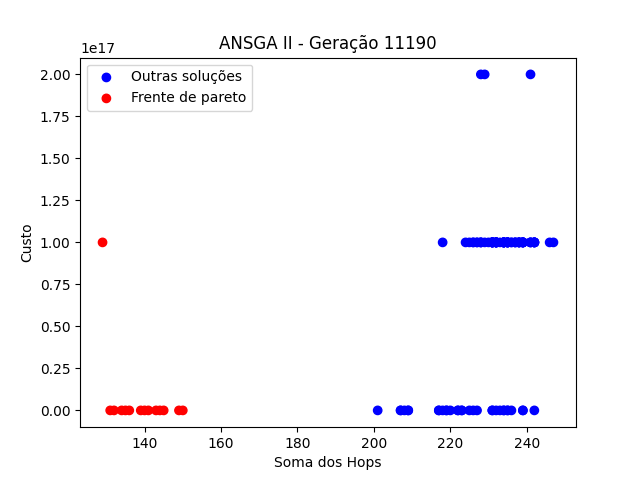 ANSGA II - Geração 11190
1e17
Outras soluções
Frente de pareto
2.00
1.75
1.50
1.25
1.00
0.75
0.50
0.25
0.00
Custo
140 160 180 200 220 240
Soma dos Hops